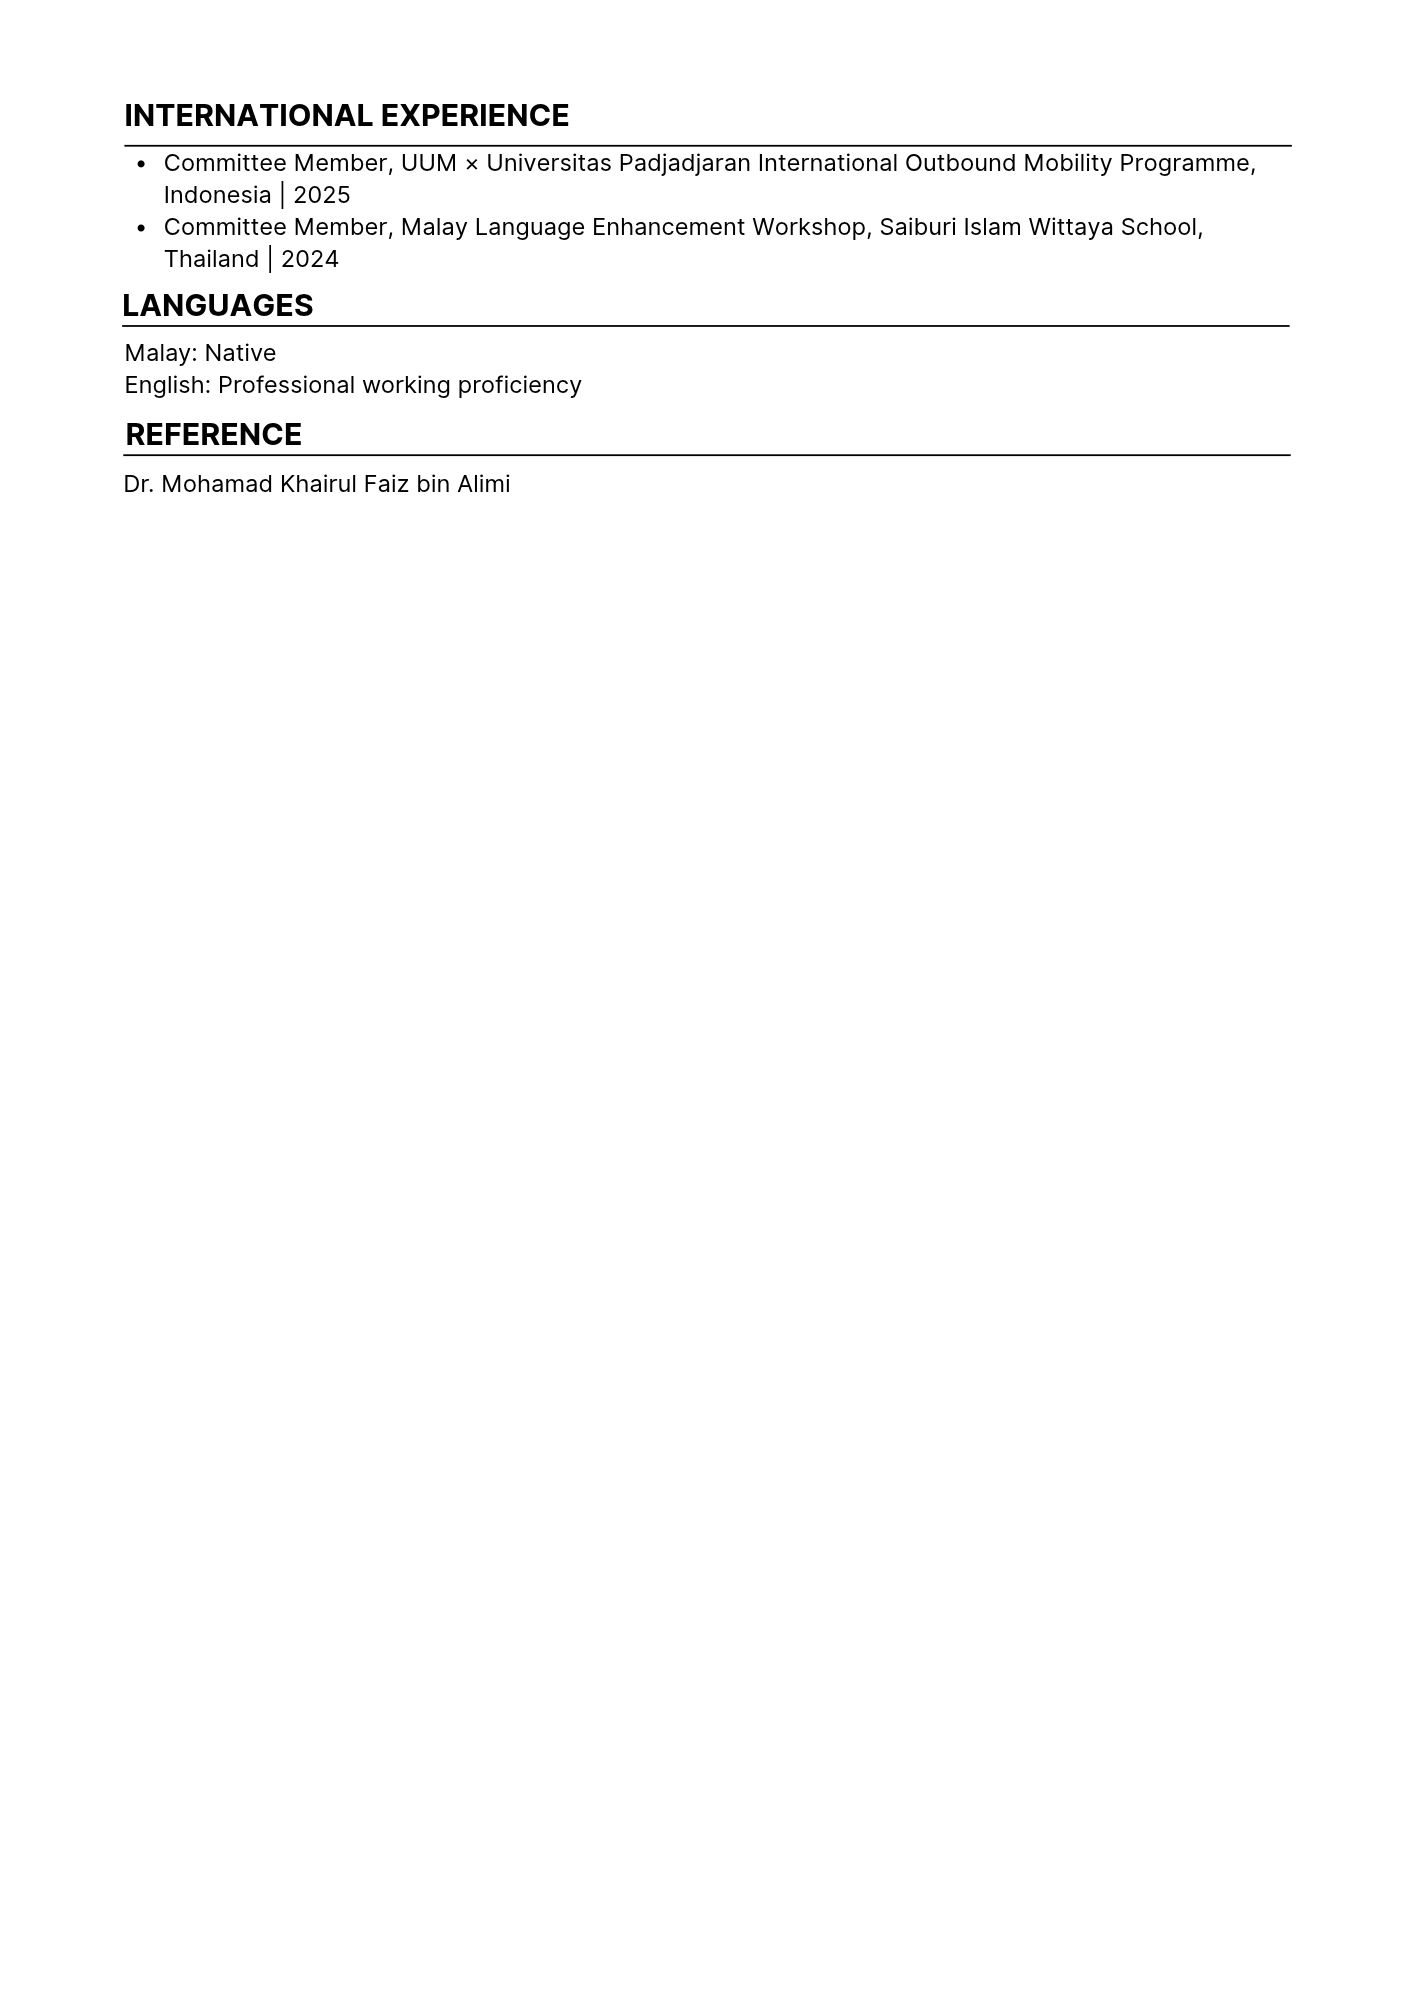 INTERNATIONAL EXPERIENCE
• Committee Member, UUM × Universitas Padjadjaran International Outbound Mobility Programme,
Indonesia | 2025
• Committee Member, Malay Language Enhancement Workshop, Saiburi Islam Wittaya School,
Thailand | 2024
LANGUAGES
Malay: Native
English: Professional working proficiency
REFERENCE
Dr. Mohamad Khairul Faiz bin Alimi